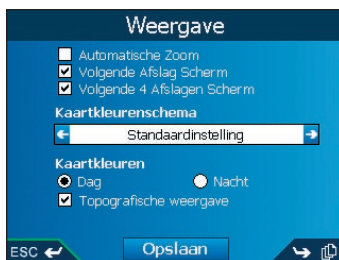 Weergave
Automatische Zoom
Volgende Afslag Scherm
Volgende 4 Afslagen Scherm
Kaartkleurenschema
Standaardinstelling
Kaartkleuren
Dag Nacht
Topografische weergave
ESC Opslaan